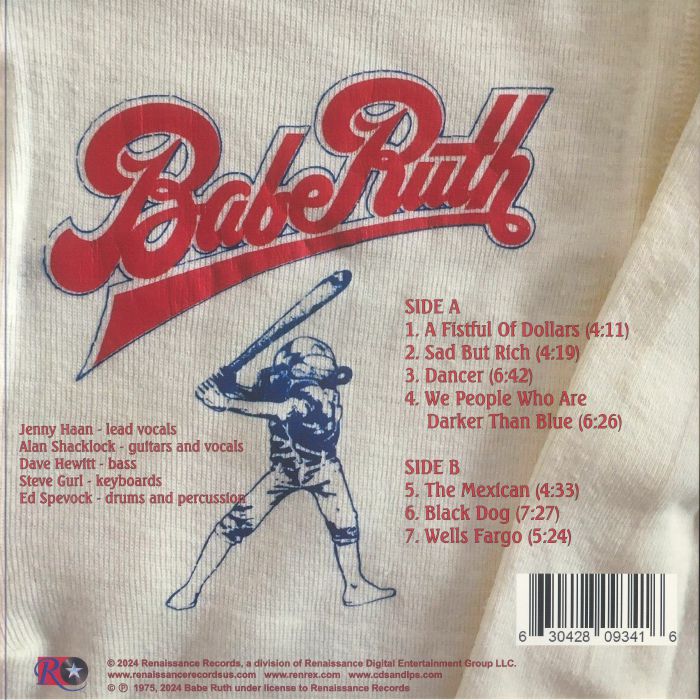 Babe Ruth
SIDE A
1. A Fistful Of Dollars (4:11)
2. Sad But Rich (4:19)
3. Dancer (6:42)
4. We People Who Are
Darker Than Blue (6:26)
Jenny Haan - lead vocals
Alan Shacklock - guitars and vocals
Dave Hewitt - bass
Steve Gurl - keyboards
Ed Spevock - drums and percussion
SIDE B
5. The Mexican (4:33)
6. Black Dog (7:27)
7. Wells Fargo (5:24)
6 30428 09341 6
R
© 2024 Renaissance Records, a division of Renaissance Digital Entertainment Group LLC.
www.renaissancerecordsus.com www.renrex.com www.cdsandlps.com
© ℗ 1975, 2024 Babe Ruth under license to Renaissance Records